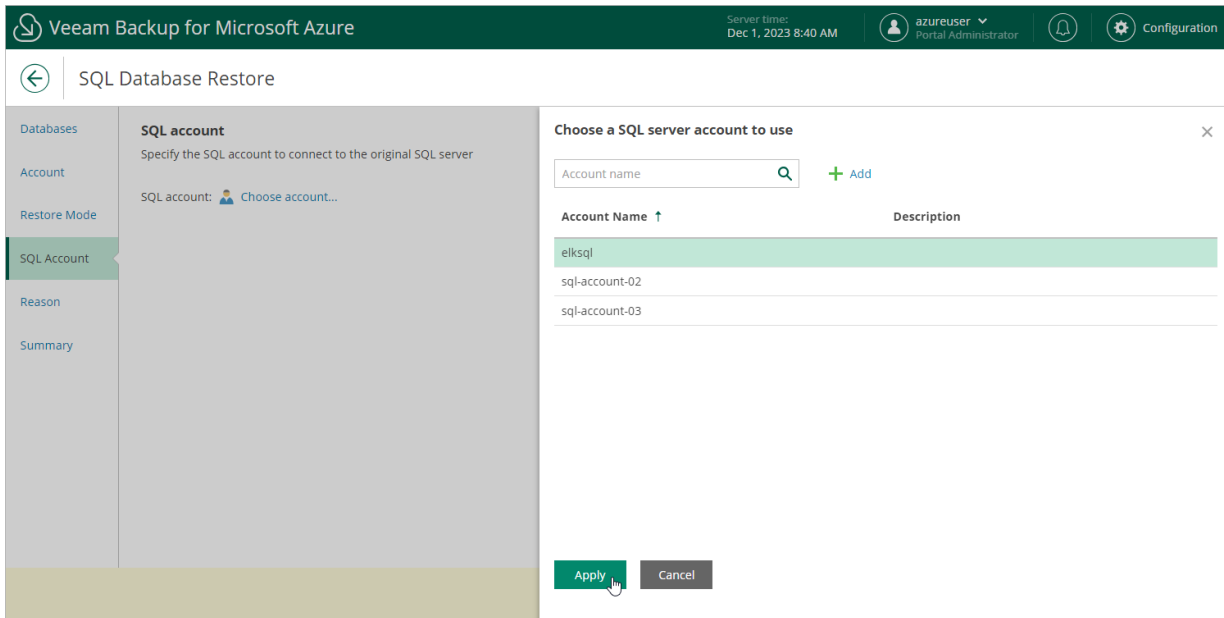 Veeam Backup for Microsoft Azure
Server time:
Dec 1, 2023 8:40 AM
azureuser
Portal Administrator
Configuration
SQL Database Restore
Databases
Account
Restore Mode
SQL Account
Reason
Summary
SQL account
Specify the SQL account to connect to the original SQL server
SQL account: Choose account...
Choose a SQL server account to use
Account name
Add
Account Name Description
elksql
sql-account-02
sql-account-03
Apply Cancel